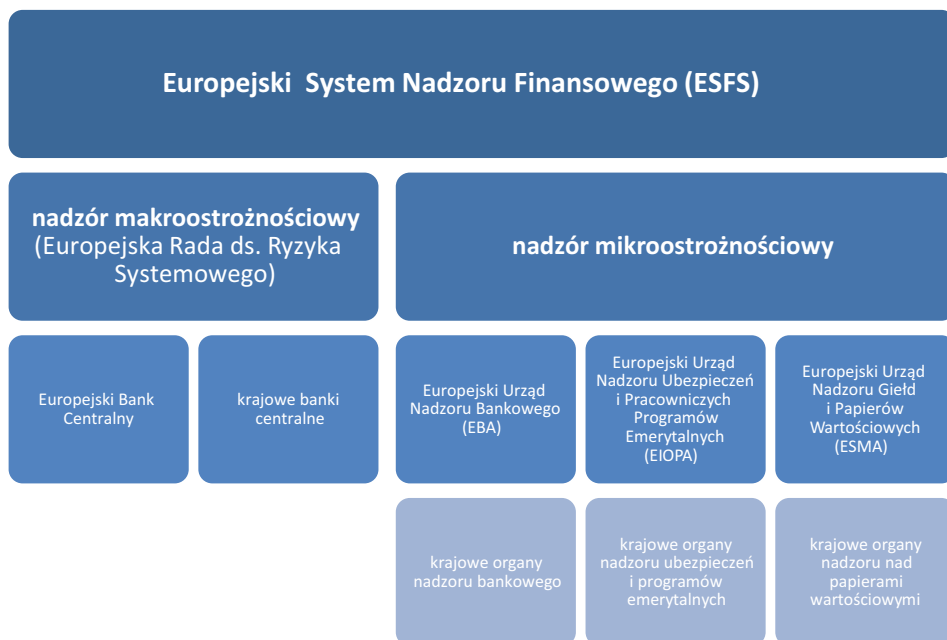 Europejski System Nadzoru Finansowego (ESFS)
nadzór makroostrożnościowy
(Europejska Rada ds. Ryzyka
Systemowego)
nadzór mikroostrożnościowy
Europejski Bank
Centralny
krajowe banki
centralne
Europejski Urząd
Nadzoru Bankowego
(EBA)
Europejski Urząd
Nadzoru Ubezpieczeń
i Pracowniczych
Programów
Emerytalnych
(EIOPA)
Europejski Urząd
Nadzoru Giełd
i Papierów
Wartościowych
(ESMA)
krajowe organy
nadzoru bankowego
krajowe organy
nadzoru ubezpieczeń
i programów
emerytalnych
krajowe organy
nadzoru nad
papierami
wartościowymi